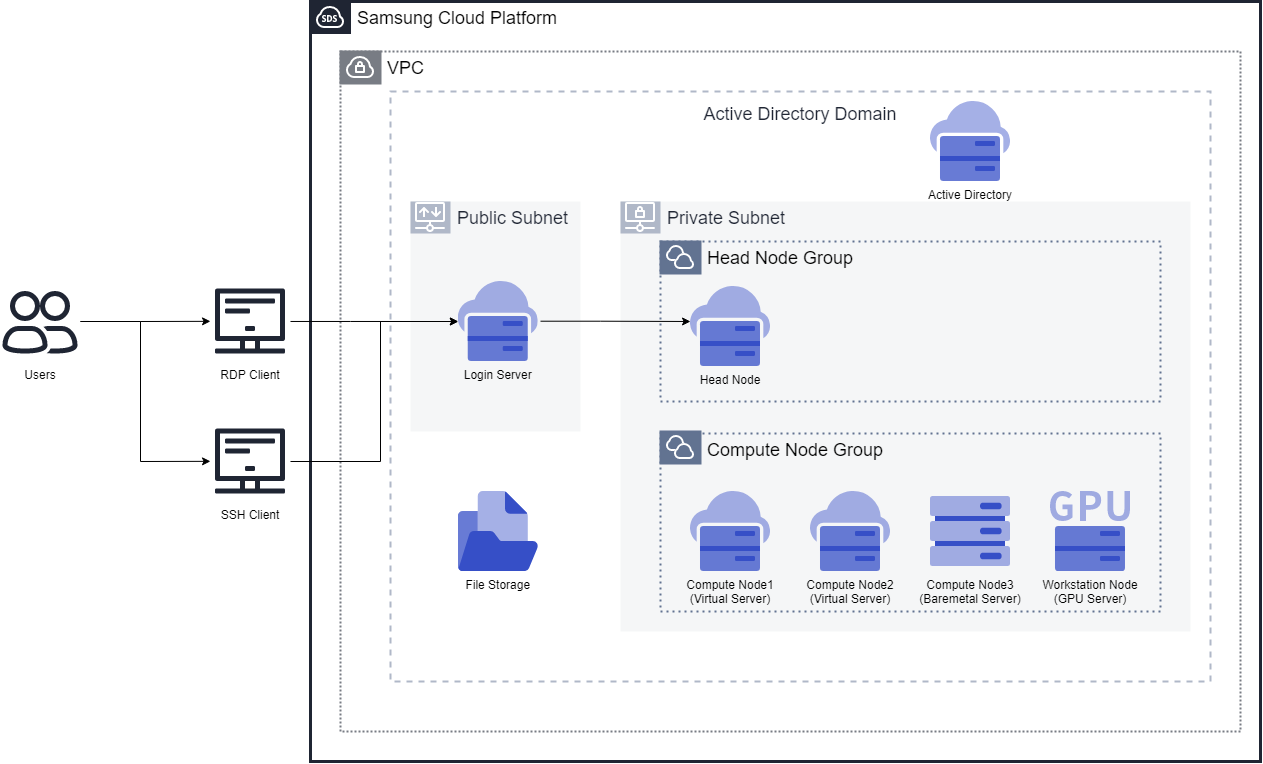 SDS
Samsung Cloud Platform
VPC
Active Directory Domain
Active Directory
Public Subnet
Private Subnet
Head Node Group
Users
RDP Client
Login Server
Head Node
SSH Client
Compute Node Group
GPU
File Storage
Compute Node1
(Virtual Server)
Compute Node2
(Virtual Server)
Compute Node3
(Baremetal Server)
Workstation Node
(GPU Server)